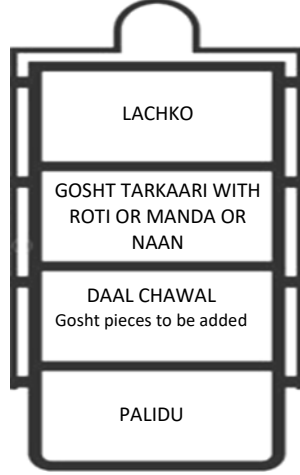 LACHKO
GOSHT TARKAARI WITH
ROTI OR MANDA OR
NAAN
DAAL CHAWAL
Gosht pieces to be added
PALIDU